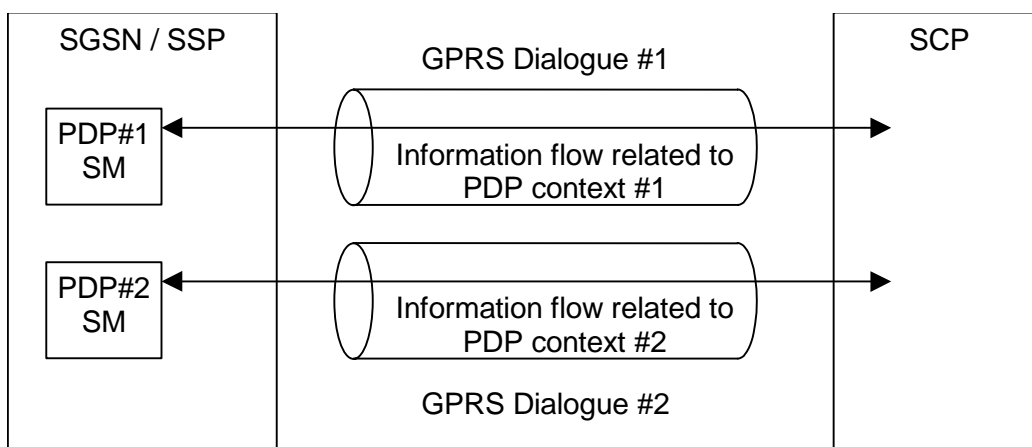 SGSN / SSP
SCP
GPRS Dialogue #1
PDP#1
SM
Information flow related to
PDP context #1
PDP#2
SM
Information flow related to
PDP context #2
GPRS Dialogue #2